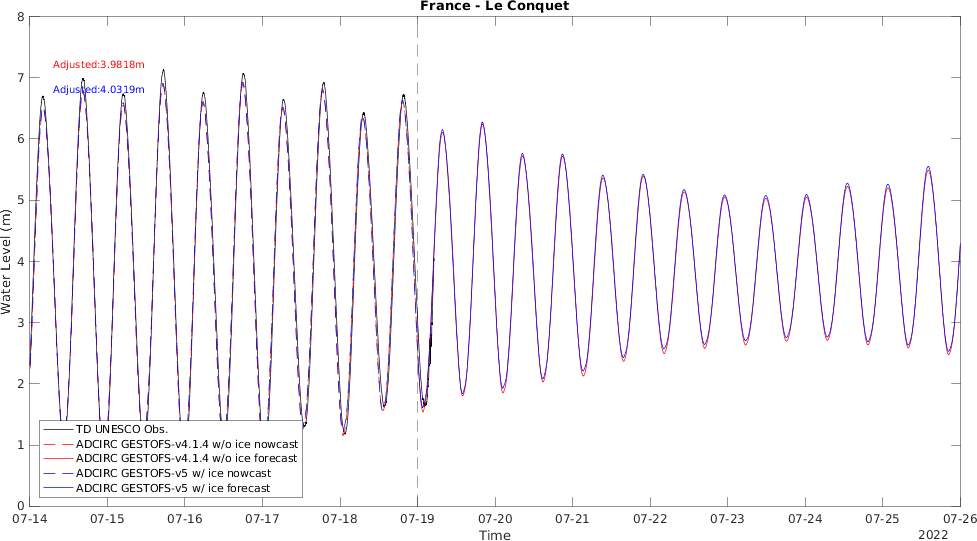 France - Le Conquet
8
7
6
5
4
3
2
1
0
Water Level (m)
Adjusted:3.9818m
Adjusted:4.0319m
TD UNESCO Obs.
ADCIRC GESTOFS-v4.1.4 w/o ice nowcast
ADCIRC GESTOFS-v4.1.4 w/o ice forecast
ADCIRC GESTOFS-v5 w/ ice nowcast
ADCIRC GESTOFS-v5 w/ ice forecast
07-14 07-15 07-16 07-17 07-18 07-19 07-20 07-21 07-22 07-23 07-24 07-25 07-26
Time
2022